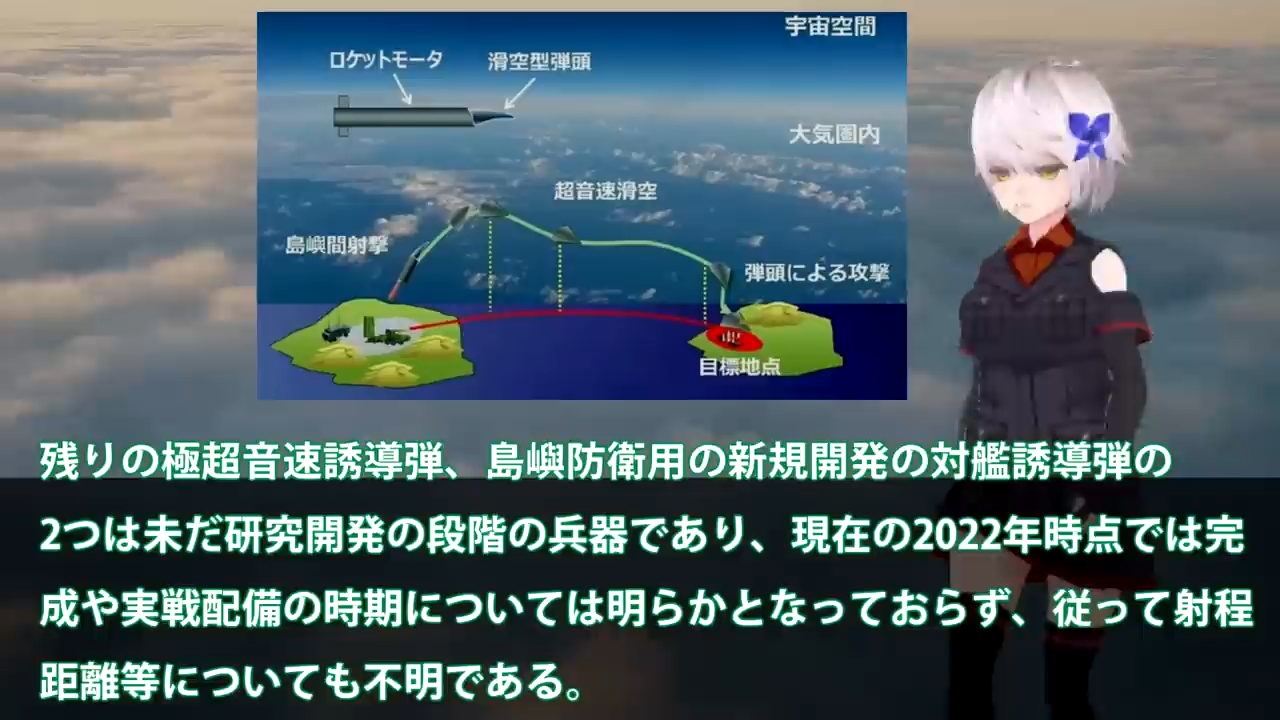 宇宙空間
ロケットモータ
滑空型弾頭
大気圏内
超音速滑空
島嶼間射撃
弾頭による攻撃
目標地点
残りの極超音速誘導弾、島嶼防衛用の新規開発の対艦誘導弾の
2つは未だ研究開発の段階の兵器であり、現在の2022年時点では完
成や実戦配備の時期については明らかとなっておらず、従って射程
距離等についても不明である。